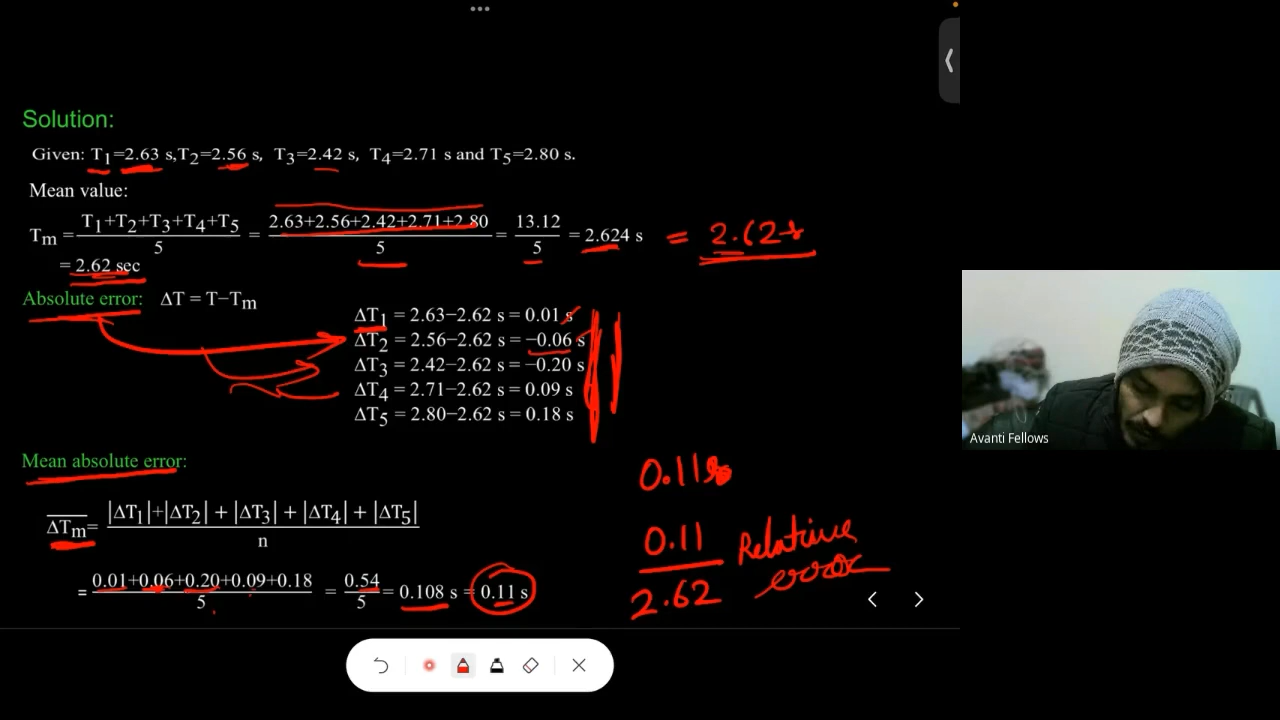 Solution:
Given: T1=2.63 s,T2=2.56 s, T3=2.42 s, T4=2.71 s and T5=2.80 s.
Mean value:
Tm = T1+T2+T3+T4+T5 / 5 = 2.63+2.56+2.42+2.71+2.80 / 5 = 13.12 / 5 = 2.624 s = 2.62 s
= 2.62 sec
Absolute error: ΔT = T−Tm
ΔT1 = 2.63−2.62 s = 0.01 s
ΔT2 = 2.56−2.62 s = −0.06 s
ΔT3 = 2.42−2.62 s = −0.20 s
ΔT4 = 2.71−2.62 s = 0.09 s
ΔT5 = 2.80−2.62 s = 0.18 s
Mean absolute error:
ΔTm= |ΔT1|+|ΔT2| + |ΔT3| + |ΔT4| + |ΔT5| / n
= 0.01+0.06+0.20+0.09+0.18 / 5 = 0.54 / 5 = 0.108 s = 0.11 s
0.11
0.11 / 2.62 Relative
error
Avanti Fellows